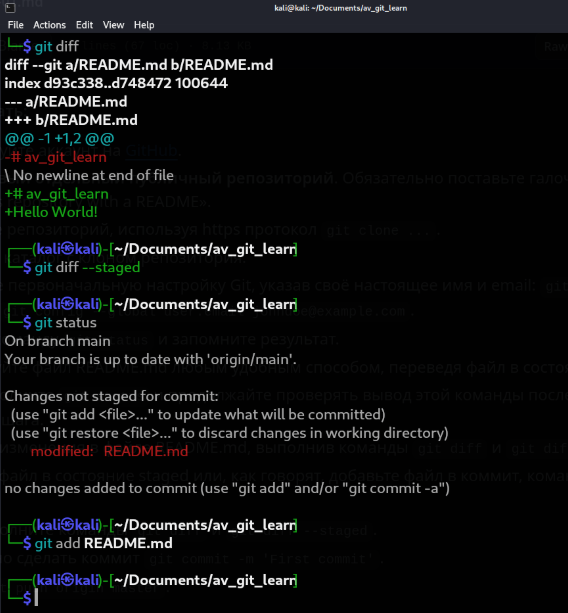 kali@kali: ~/Documents/av_git_learn
File Actions Edit View Help
└─$ git diff
diff --git a/README.md b/README.md
index d93c338..d748472 100644
--- a/README.md
+++ b/README.md
@@ -1 +1,2 @@
-# av_git_learn
\ No newline at end of file
+# av_git_learn
+Hello World!
┌──(kali㉿kali)-[~/Documents/av_git_learn]
└─$ git diff --staged
┌──(kali㉿kali)-[~/Documents/av_git_learn]
└─$ git status
On branch main
Your branch is up to date with 'origin/main'.
Changes not staged for commit:
(use "git add <file>..." to update what will be committed)
(use "git restore <file>..." to discard changes in working directory)
modified: README.md
no changes added to commit (use "git add" and/or "git commit -a")
┌──(kali㉿kali)-[~/Documents/av_git_learn]
└─$ git add README.md
┌──(kali㉿kali)-[~/Documents/av_git_learn]
└─$